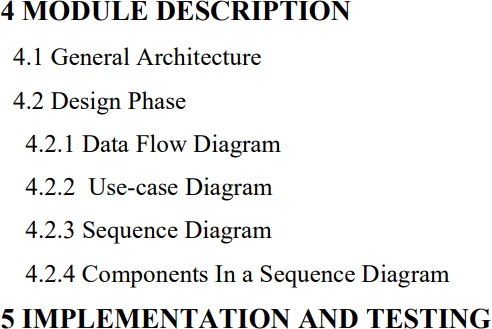 4 MODULE DESCRIPTION
4.1 General Architecture
4.2 Design Phase
4.2.1 Data Flow Diagram
4.2.2  Use-case Diagram
4.2.3 Sequence Diagram
4.2.4 Components In a Sequence Diagram
5 IMPLEMENTATION AND TESTING